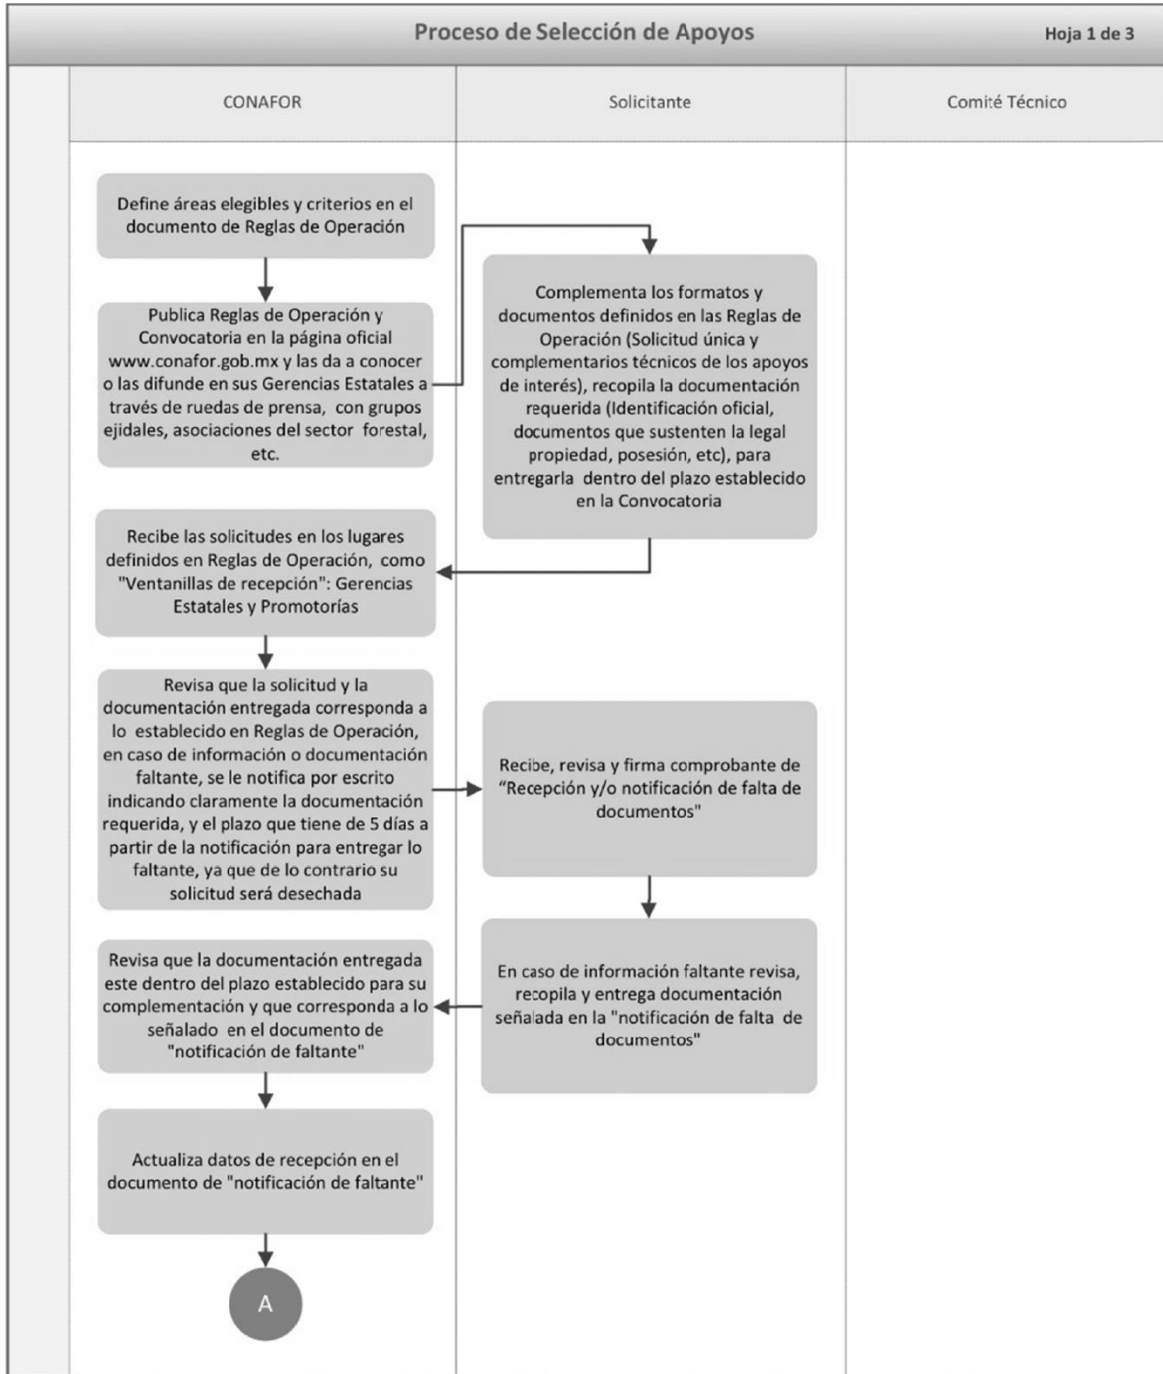 Proceso de Selección de Apoyos
Hoja 1 de 3
CONAFOR
Solicitante
Comité Técnico
Define áreas elegibles y criterios en el
documento de Reglas de Operación
Publica Reglas de Operación y
Convocatoria en la página oficial
www.conafor.gob.mx y las da a conocer
o las difunde en sus Gerencias Estatales a
través de ruedas de prensa, con grupos
ejidales, asociaciones del sector forestal,
etc.
Complementa los formatos y
documentos definidos en las Reglas de
Operación (Solicitud única y
complementarios técnicos de los apoyos
de interés), recopila la documentación
requerida (Identificación oficial,
documentos que sustenten la legal
propiedad, posesión, etc), para
entregarla dentro del plazo establecido
en la Convocatoria
Recibe las solicitudes en los lugares
definidos en Reglas de Operación, como
"Ventanillas de recepción": Gerencias
Estatales y Promotorías
Revisa que la solicitud y la
documentación entregada corresponda a
lo establecido en Reglas de Operación,
en caso de información o documentación
faltante, se le notifica por escrito
indicando claramente la documentación
requerida, y el plazo que tiene de 5 días a
partir de la notificación para entregar lo
faltante, ya que de lo contrario su
solicitud será desechada
Recibe, revisa y firma comprobante de
“Recepción y/o notificación de falta de
documentos"
En caso de información faltante revisa,
recopila y entrega documentación
señalada en la "notificación de falta de
documentos"
Revisa que la documentación entregada
este dentro del plazo establecido para su
complementación y que corresponda a lo
señalado en el documento de
"notificación de faltante"
Actualiza datos de recepción en el
documento de "notificación de faltante"
A